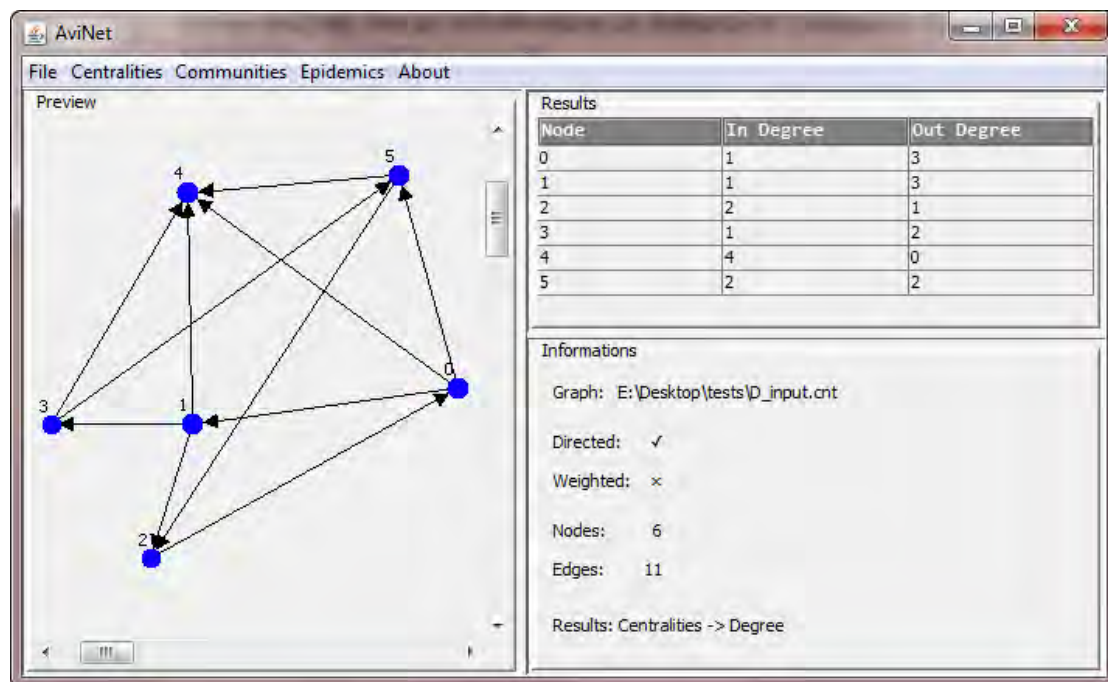 AviNet
File Centralities Communities Epidemics About
Preview
4
5
0
3
1
2
Results
Node In Degree Out Degree
0 1 3
1 1 3
2 2 1
3 1 2
4 4 0
5 2 2
Informations
Graph: E:\Desktop\tests\D_input.cnt
Directed: ✓
Weighted: ×
Nodes: 6
Edges: 11
Results: Centralities -> Degree